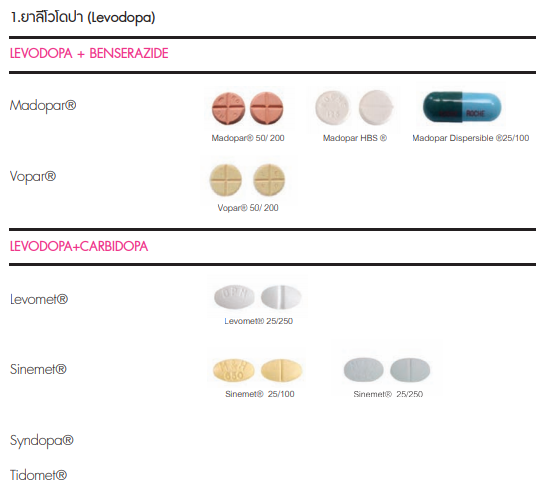 1.ยาลีโวโดปา (Levodopa)
LEVODOPA + BENSERAZIDE
Madopar®
Madopar® 50/ 200
Madopar HBS ®
Madopar Dispersible ®25/100
Vopar®
Vopar® 50/ 200
LEVODOPA+CARBIDOPA
Levomet®
Levomet® 25/250
Sinemet®
Sinemet® 25/100
Sinemet® 25/250
Syndopa®
Tidomet®